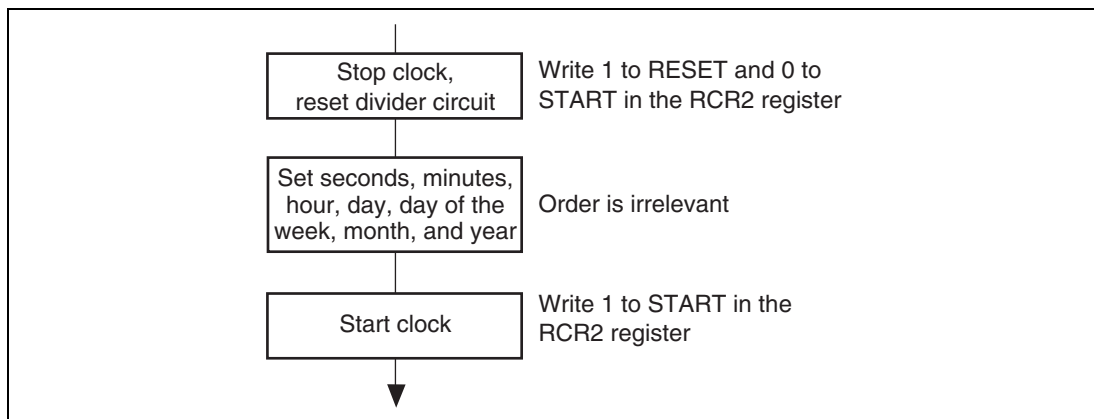 Stop clock,
reset divider circuit
Write 1 to RESET and 0 to
START in the RCR2 register
Set seconds, minutes,
hour, day, day of the
week, month, and year
Order is irrelevant
Start clock
Write 1 to START in the
RCR2 register